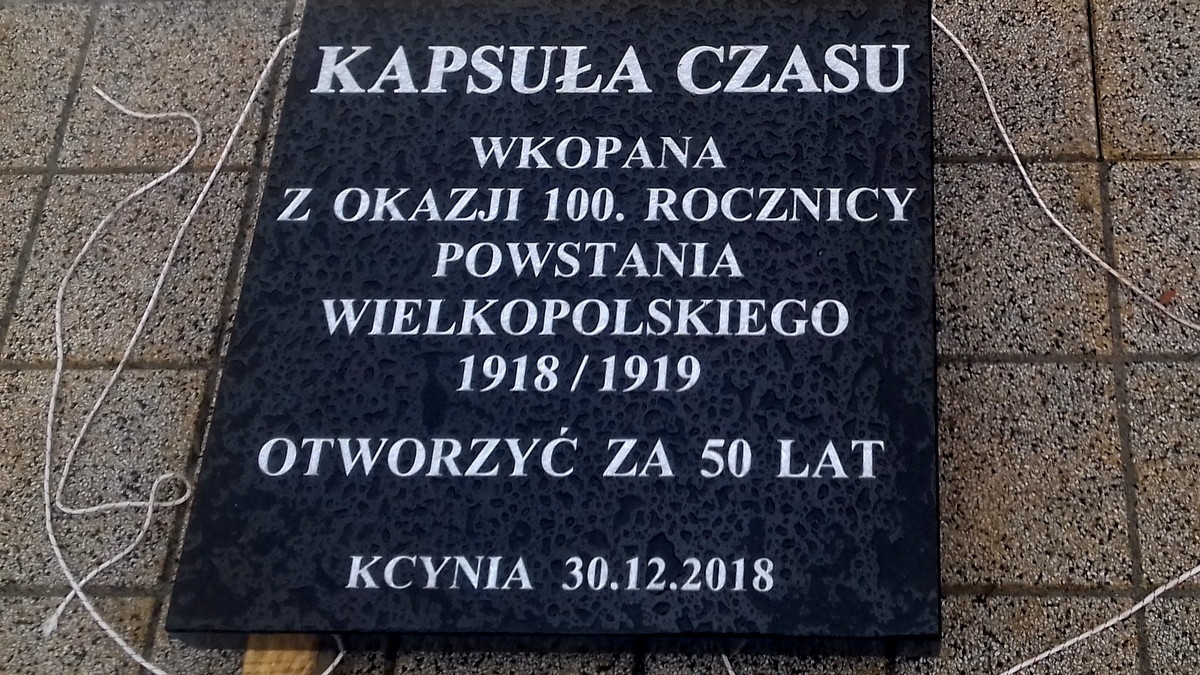 KAPSUŁA CZASU
WKOPANA
Z OKAZJI 100. ROCZNICY
POWSTANIA
WIELKOPOLSKIEGO
1918 / 1919
OTWORZYĆ ZA 50 LAT
KCYNIA 30.12.2018